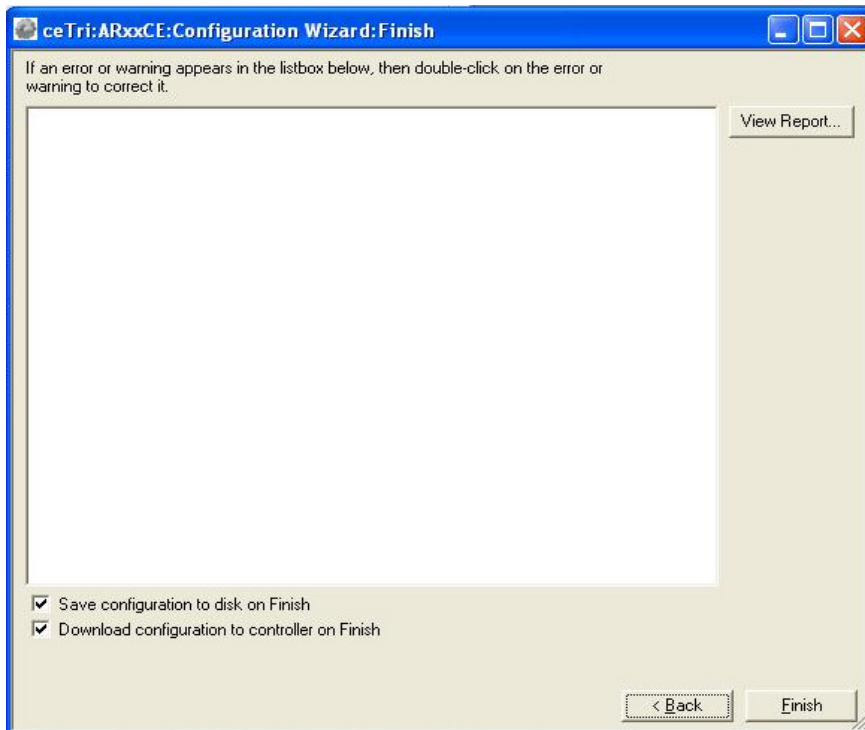 ceTri:ARxxCE:Configuration Wizard:Finish
If an error or warning appears in the listbox below, then double-click on the error or
warning to correct it.
View Report...
Save configuration to disk on Finish
Download configuration to controller on Finish
< Back
Finish